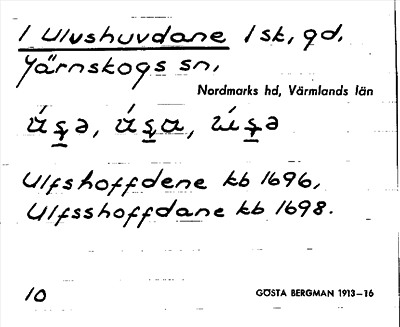 1 Ulvshuvdane 1 sk, gd.
Järnskogs sn,
Nordmarks hd, Värmlands län
Ulfshoffdene kb 1696,
Ulfsshoffdane kb 1698.
10
GÖSTA BERGMAN 1913-16